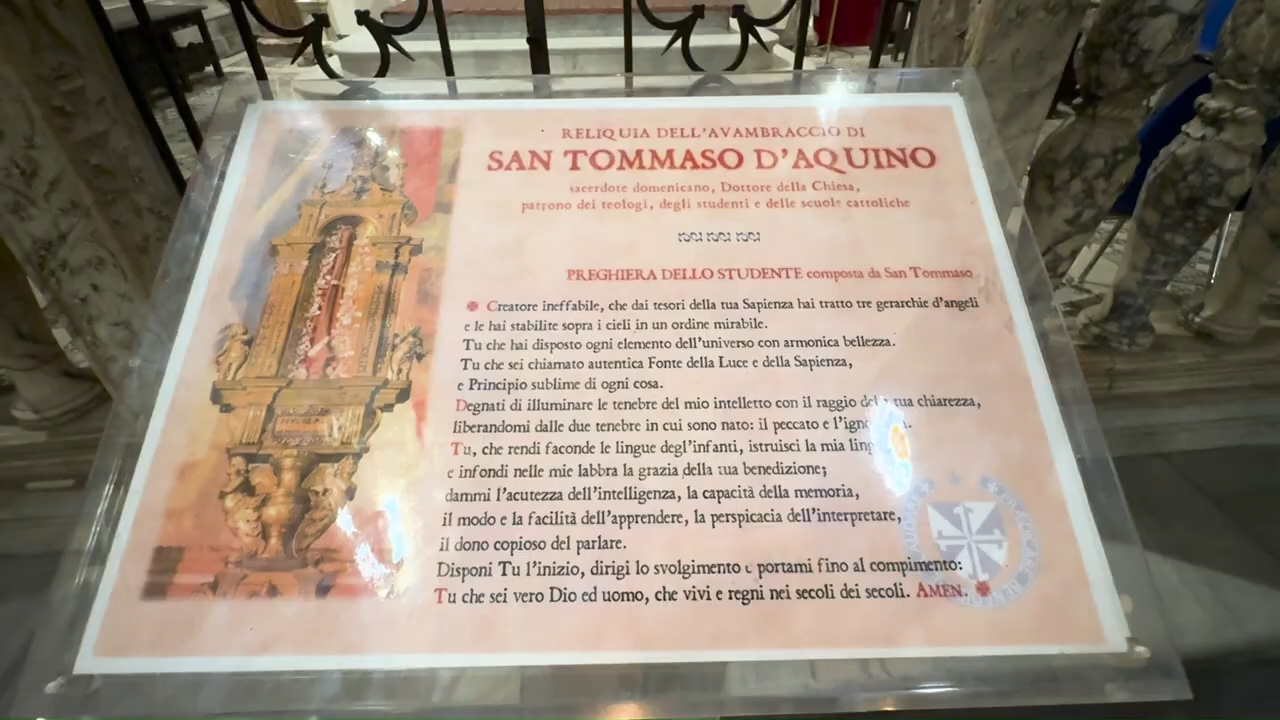 RELIQUIA DELL'AVAMBRACCIO DI
SAN TOMMASO D'AQUINO
sacerdote domenicano, Dottore della Chiesa,
patrono dei teologi, degli studenti e delle scuole cattoliche
PREGHIERA DELLO STUDENTE composta da San Tommaso
Creatore ineffabile, che dai tesori della tua Sapienza hai tratto tre gerarchie d'angeli
e le hai stabilite sopra i cieli in un ordine mirabile.
Tu che hai disposto ogni elemento dell'universo con armonica bellezza.
Tu che sei chiamato autentica Fonte della Luce e della Sapienza,
e Principio sublime di ogni cosa.
Degnati di illuminare le tenebre del mio intelletto con il raggio della tua chiarezza,
liberandomi dalle due tenebre in cui sono nato: il peccato e
Tu, che rendi faconde le lingue degl'infanti, istruisci la mia
e infondi nelle mie labbra la grazia della tua benedizione;
dammi l'acutezza dell'intelligenza, la capacità della memoria,
il modo e la facilità dell'apprendere, la perspicacia dell'interpretare,
il dono copioso del parlare.
Disponi Tu l'inizio, dirigi lo svolgimento e portami fino al compimento:
Tu che sei vero Dio ed uomo, che vivi e regni nei secoli dei secoli. AMEN.